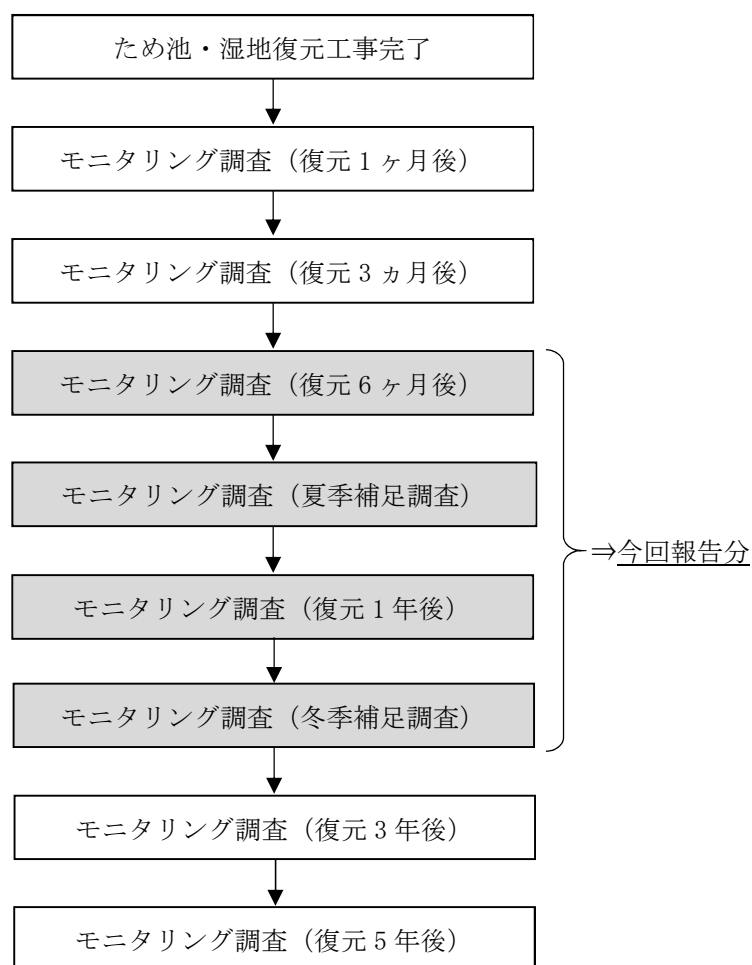 ため池・湿地復元工事完了
モニタリング調査（復元1ヶ月後）
モニタリング調査（復元3ヵ月後）
モニタリング調査（復元6ヶ月後）
モニタリング調査（夏季補足調査）
⇒今回報告分
モニタリング調査（復元1年後）
モニタリング調査（冬季補足調査）
モニタリング調査（復元3年後）
モニタリング調査（復元5年後）